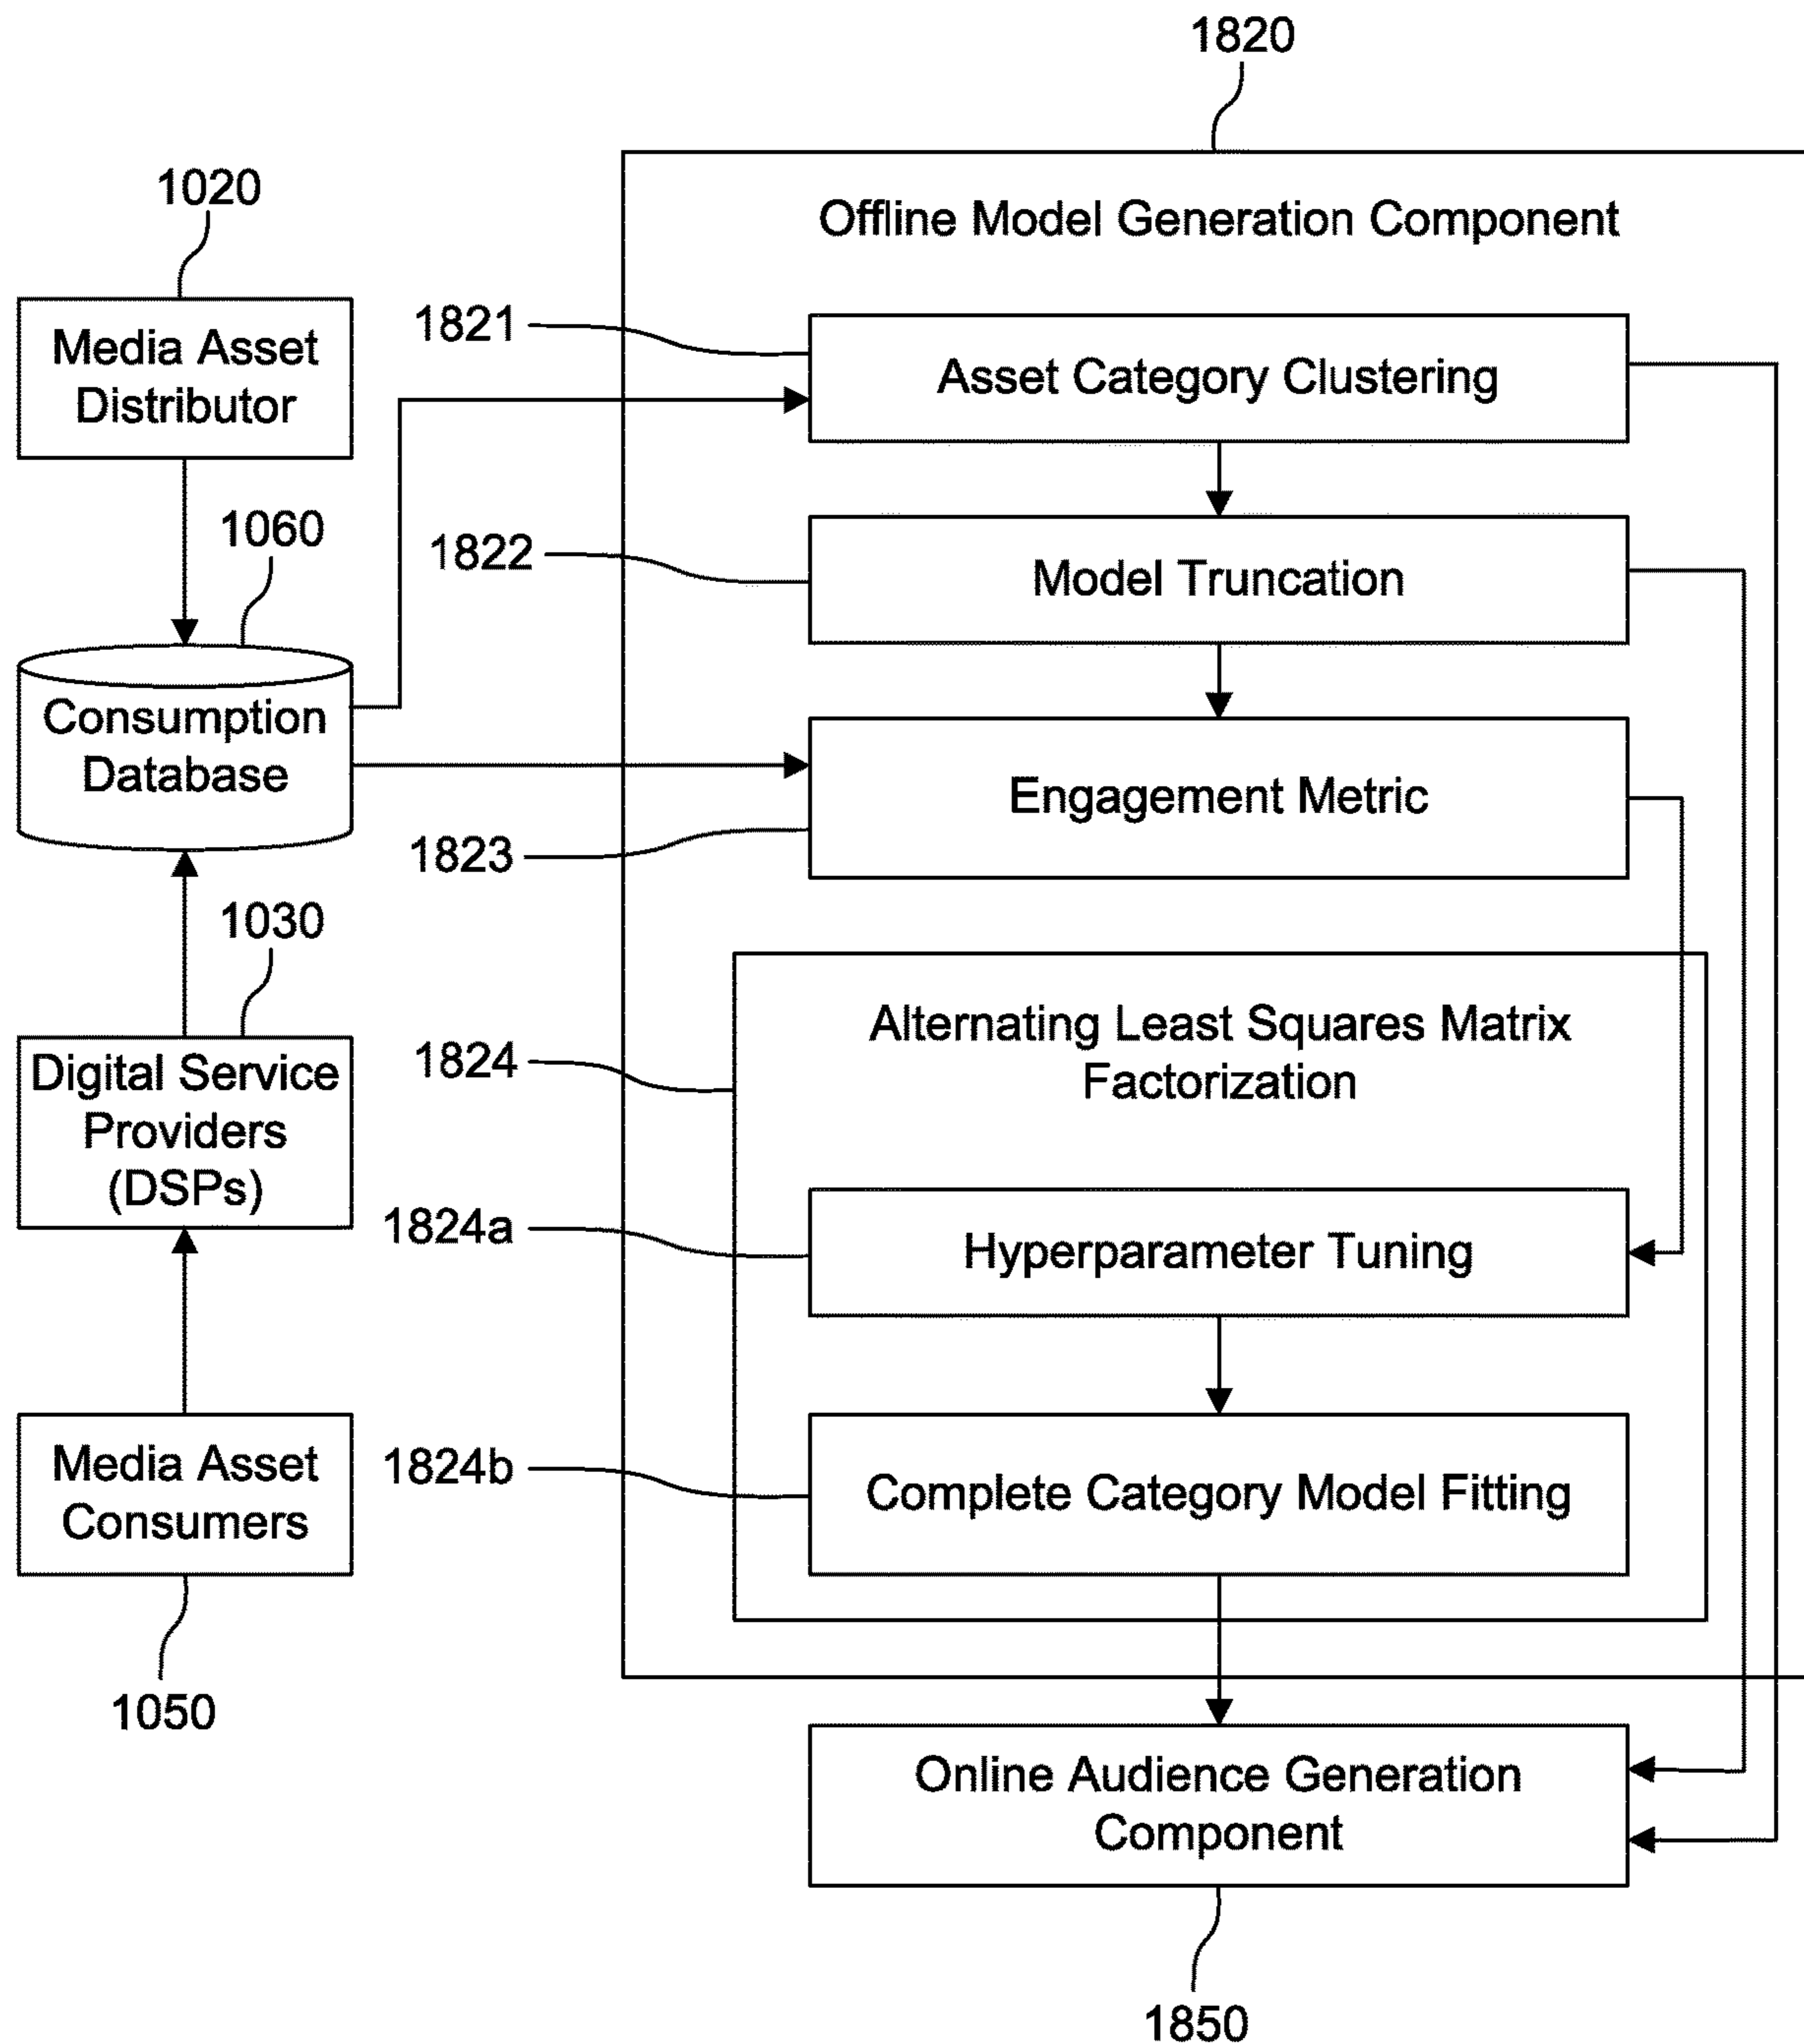 1820
1020
Offline Model Generation Component
Media Asset
Distributor
1821
Asset Category Clustering
1060
1822
Model Truncation
Consumption
Database
Engagement Metric
1823
1030
Digital Service
Providers
(DSPs)
1824
Alternating Least Squares Matrix
Factorization
1824a
Hyperparameter Tuning
Media Asset
Consumers
1824b
Complete Category Model Fitting
1050
Online Audience Generation
Component
1850